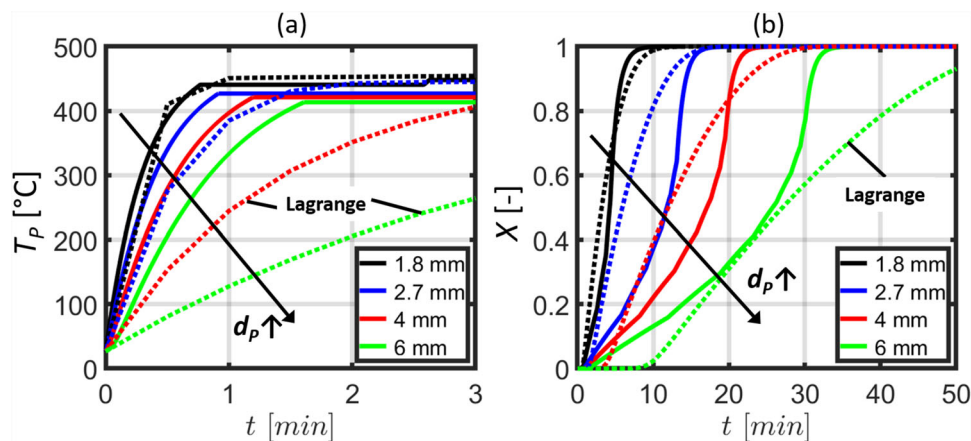 (a)
T_P [°C]
500
400
300
200
100
0
0
1
2
3
t [min]
Lagrange
d_P↑
1.8 mm
2.7 mm
4 mm
6 mm
(b)
X [-]
1
0.8
0.6
0.4
0.2
0
0
10
20
30
40
50
t [min]
Lagrange
d_P↑
1.8 mm
2.7 mm
4 mm
6 mm